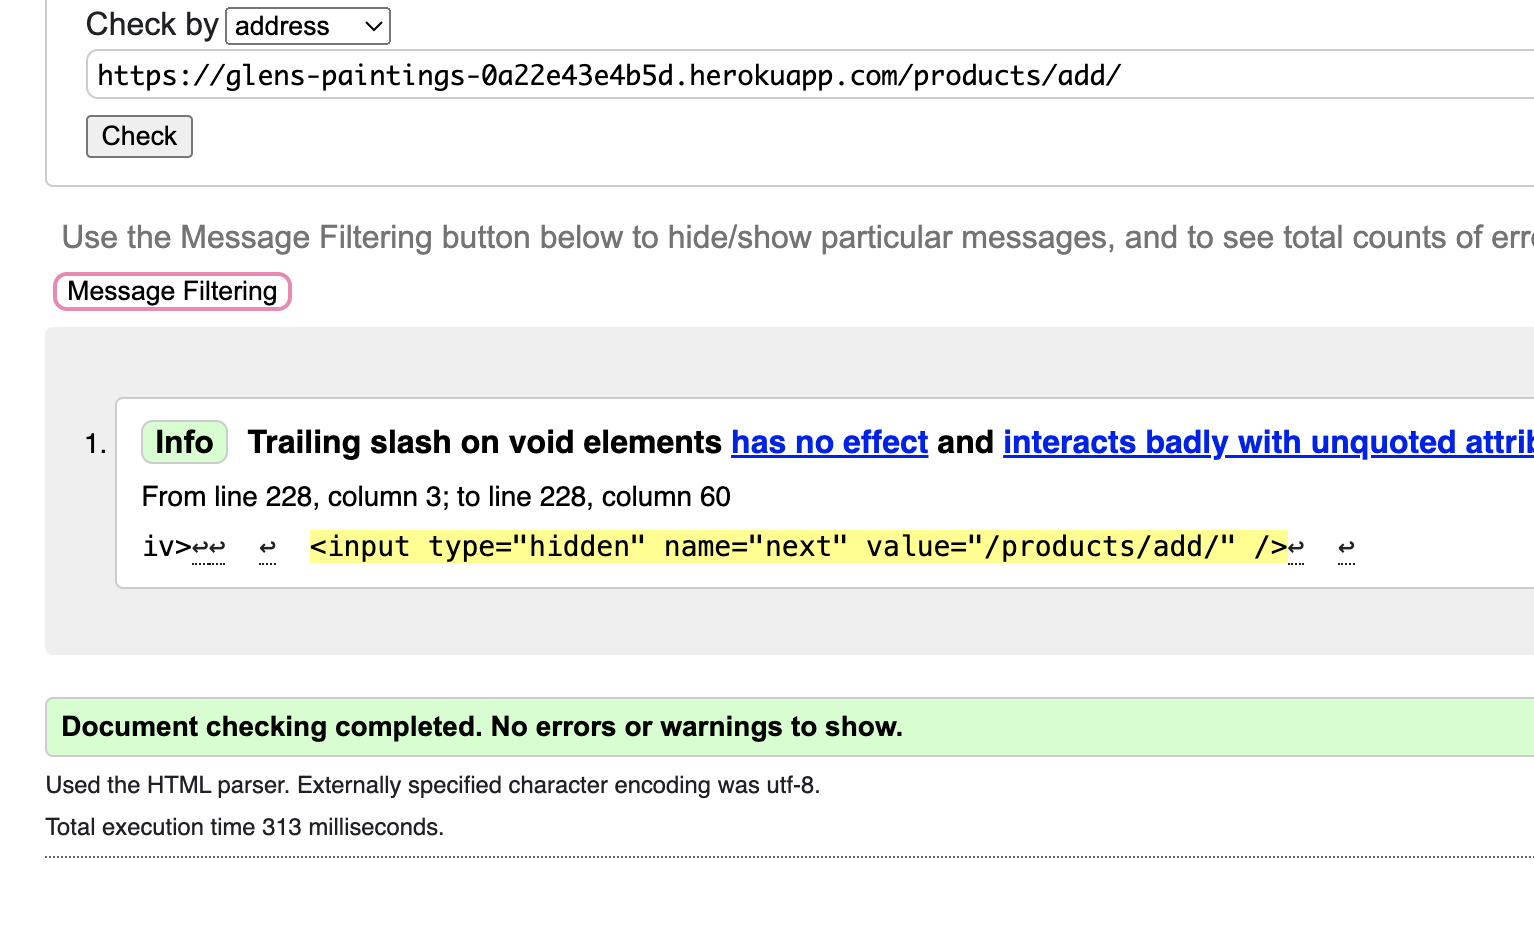 Check by address
https://glens-paintings-0a22e43e4b5d.herokuapp.com/products/add/
Check
Use the Message Filtering button below to hide/show particular messages, and to see total counts of
Message Filtering
1. Info Trailing slash on void elements has no effect and interacts badly with unquoted
From line 228, column 3; to line 228, column 60
iv>↩↩ ↩ <input type="hidden" name="next" value="/products/add/" />↩ ↩
Document checking completed. No errors or warnings to show.
Used the HTML parser. Externally specified character encoding was utf-8.
Total execution time 313 milliseconds.